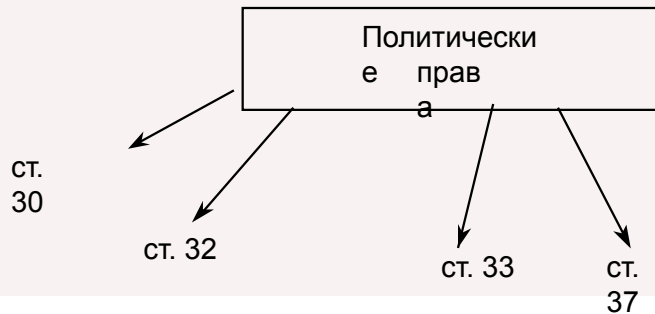 Политически
е прав
а
ст.
30
ст. 32
ст. 33
ст.
37